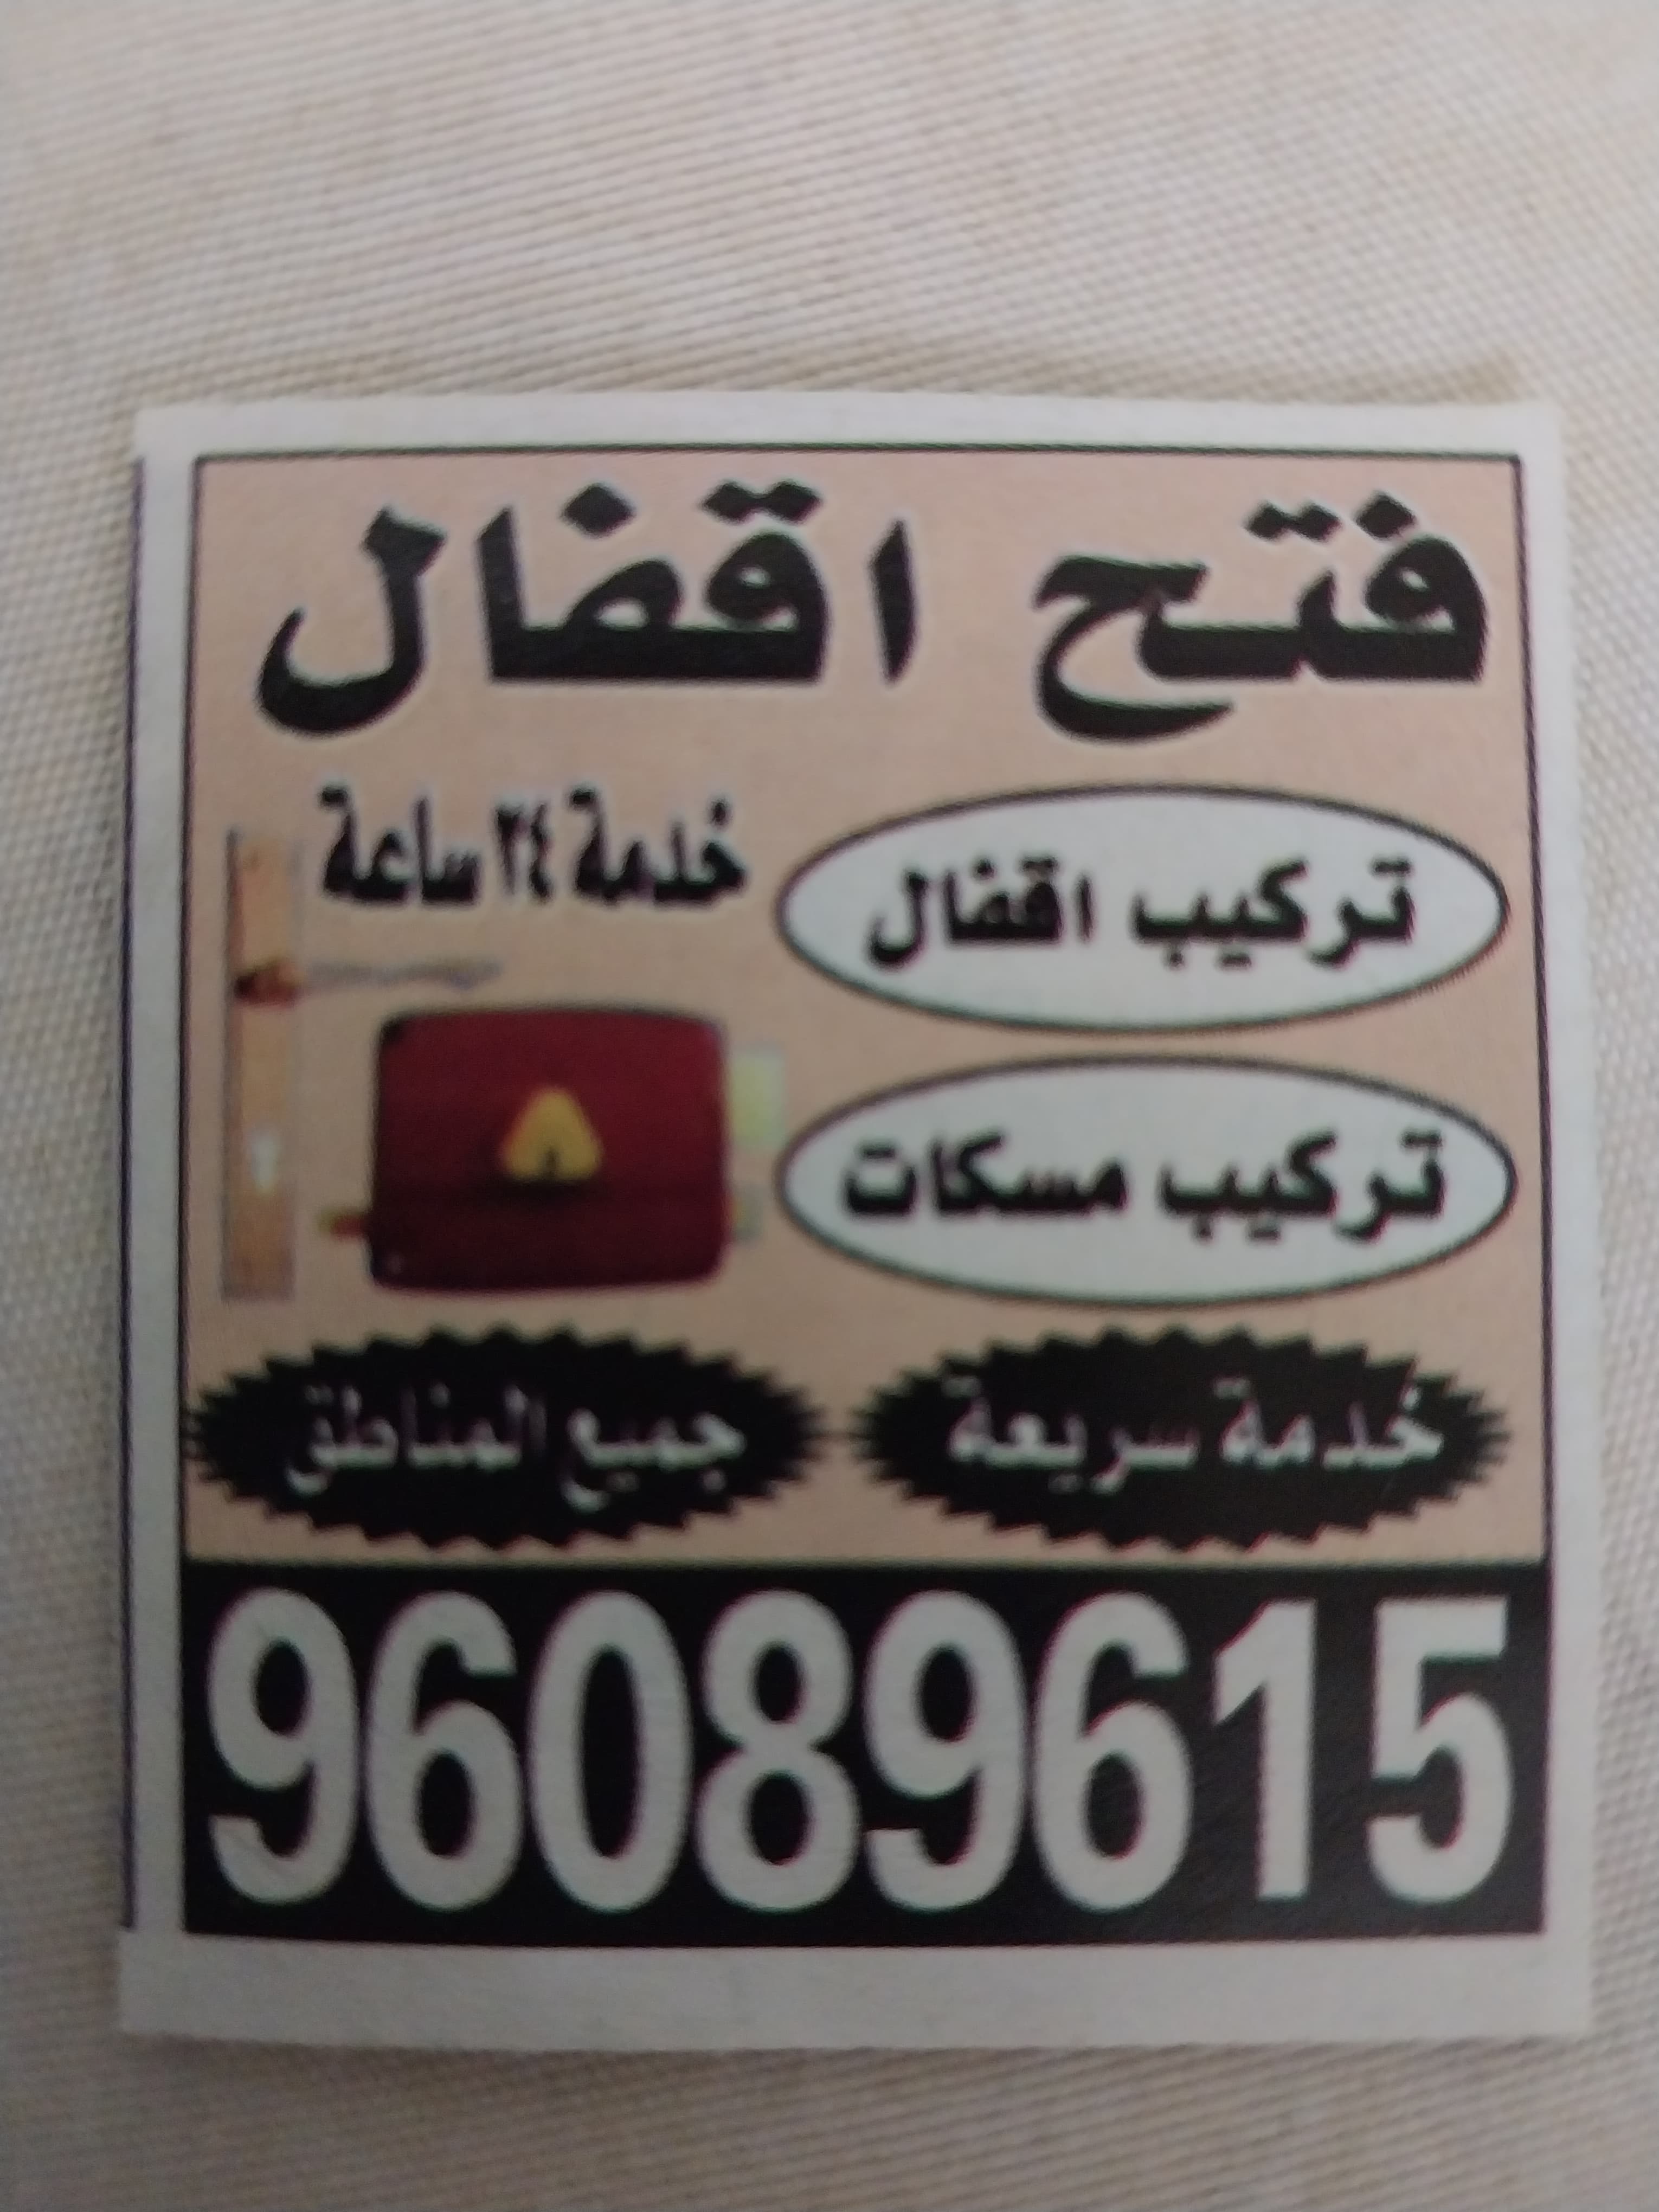 فتح اقفال
خدمة ٢٤ ساعة
تركيب اقفال
تركيب مسكات
خدمة سريعة
جميع المناطق
96089615